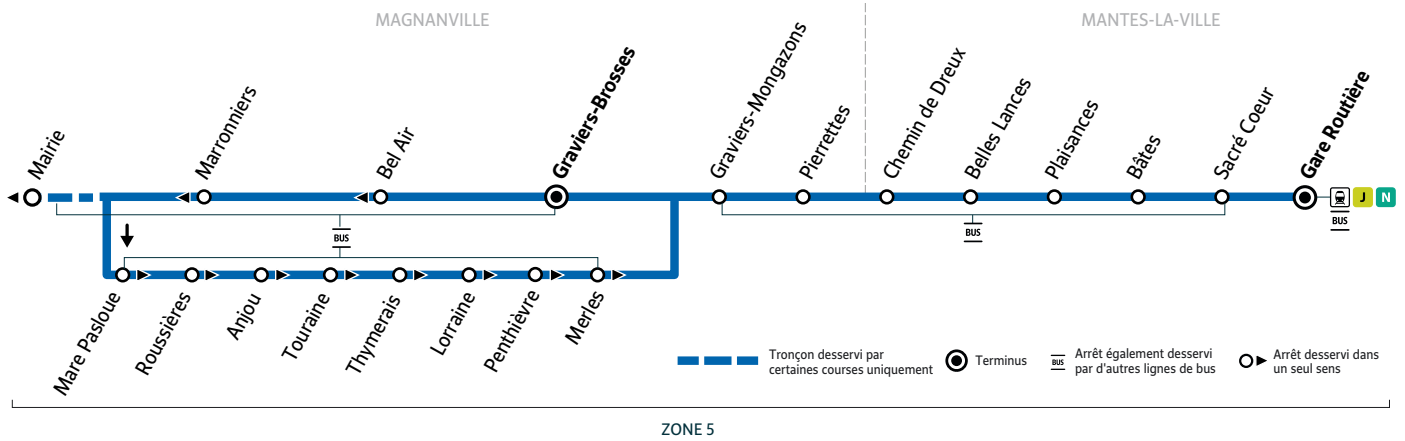 MAGNANVILLE
MANTES-LA-VILLE
Mairie
Marronniers
Bel Air
Graviers-Brosses
Graviers-Mongazons
Pierrettes
Chemin de Dreux
Belles Lances
Plaisances
Bâtes
Sacré Coeur
Gare Routière
J
N
BUS
BUS
BUS
Mare Pasloue
Roussières
Anjou
Touraine
Thymerais
Lorraine
Penthièvre
Merles
Tronçon desservi par
certaines courses uniquement
Terminus
BUS
Arrêt également desservi
par d'autres lignes de bus
Arrêt desservi dans
un seul sens
ZONE 5